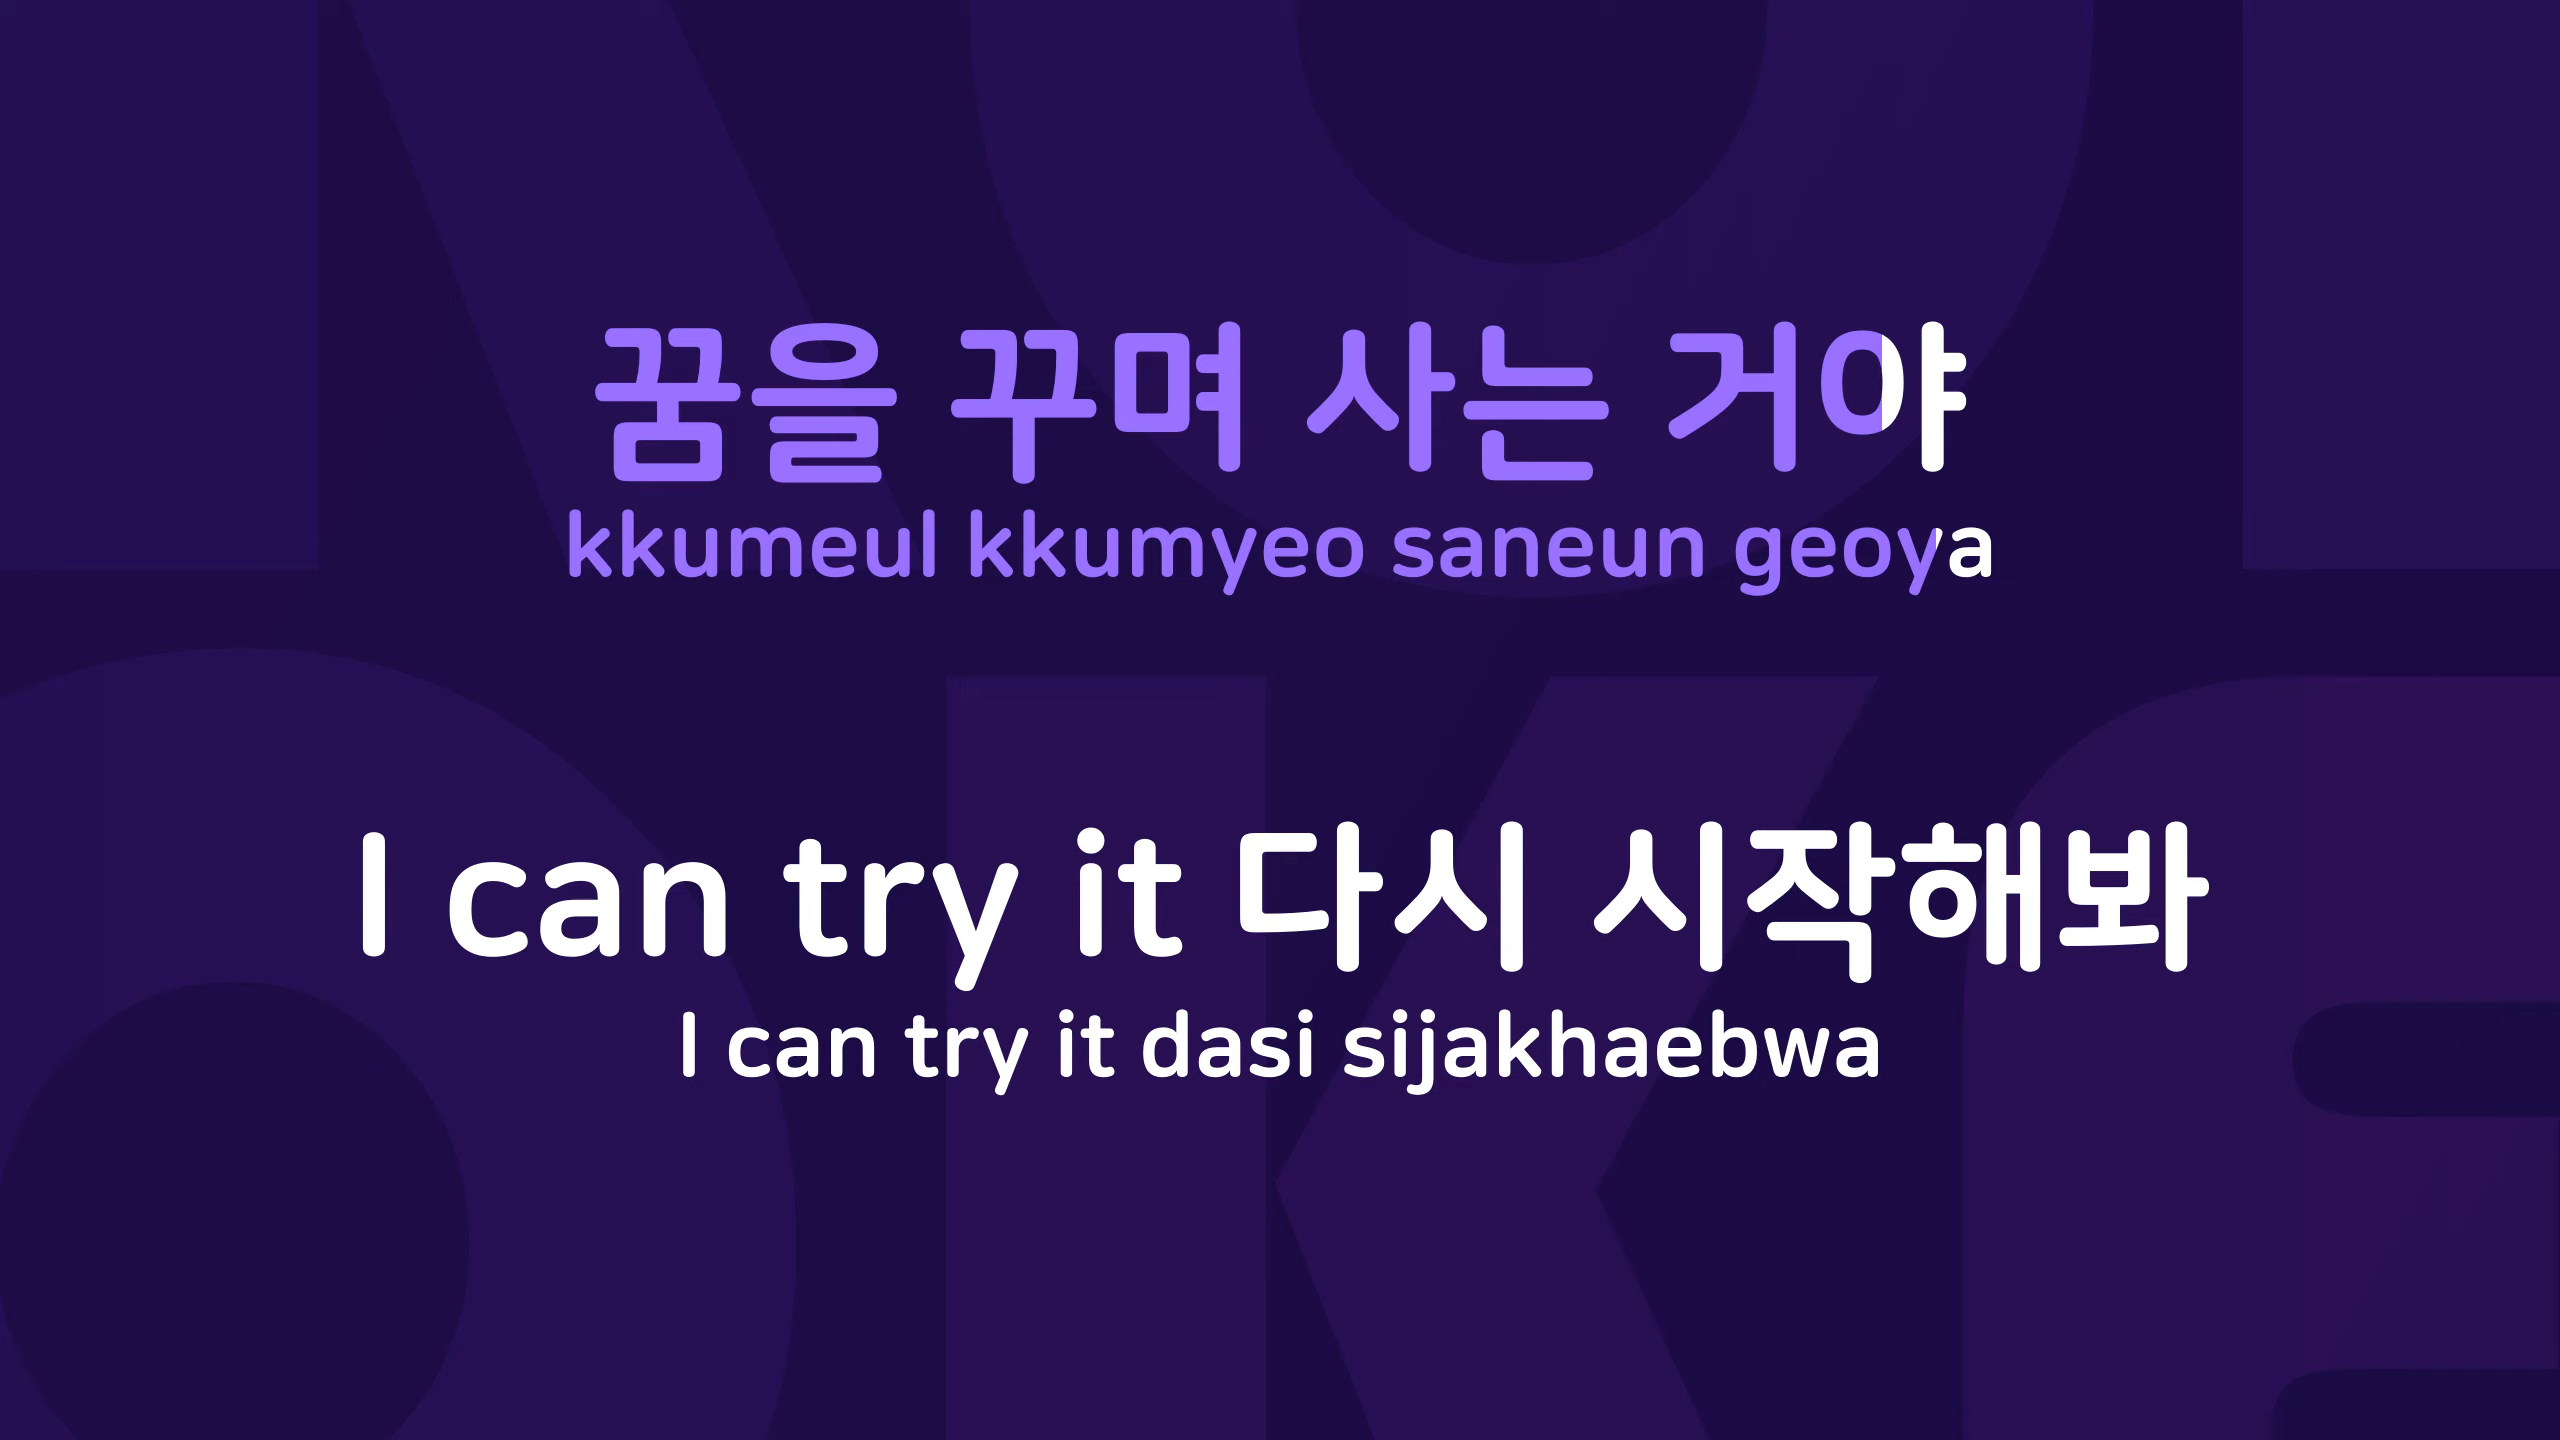 꿈을 꾸며 사는 거야
kkumeul kkumyeo saneun geoya
I can try it 다시 시작해봐
I can try it dasi sijakhaebwa